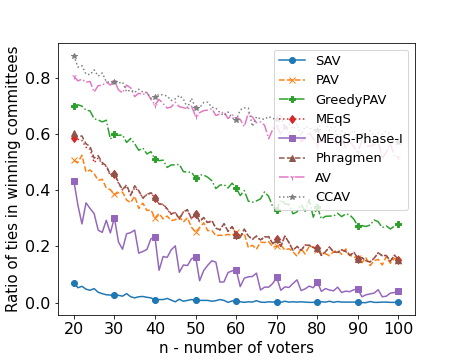 SAV
PAV
GreedyPAV
MEqS
MEqS-Phase-I
Phragmen
AV
CCAV
0.8
0.6
0.4
0.2
0.0
Ratio of ties in winning committees
20 30 40 50 60 70 80 90 100
n - number of voters